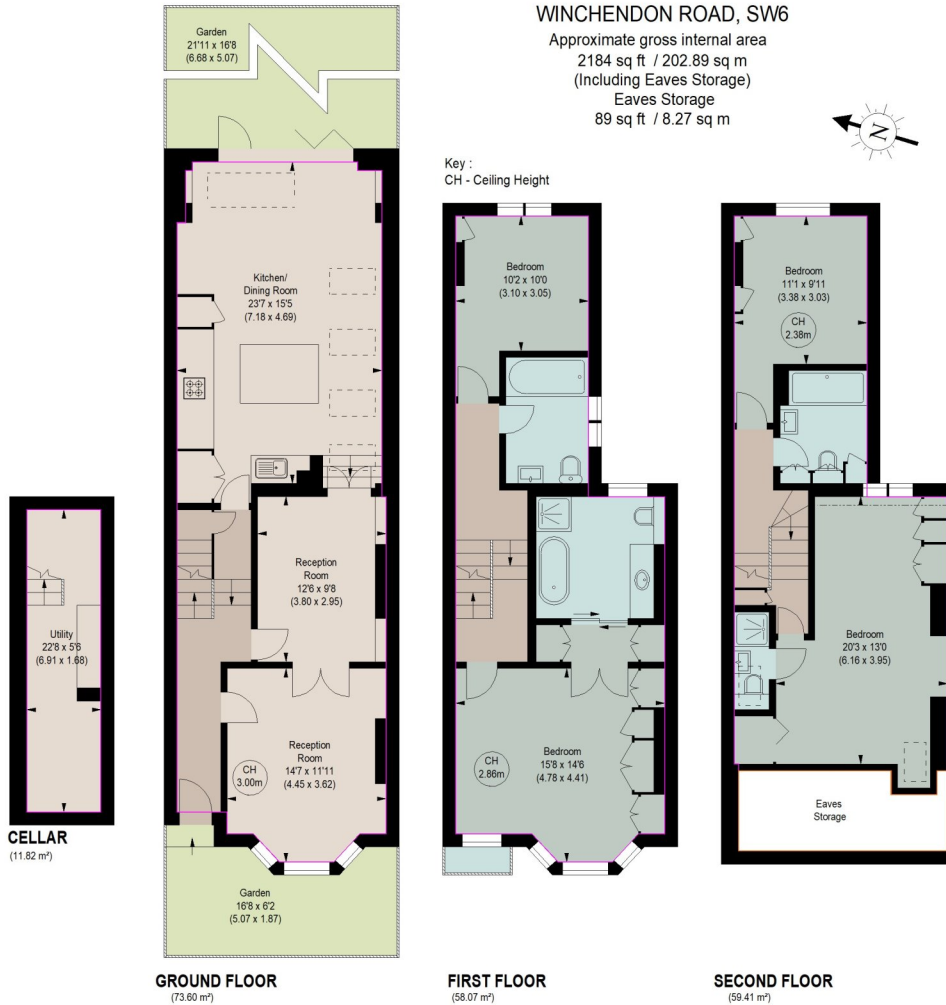 WINCHENDON ROAD, SW6
Approximate gross internal area
2184 sq ft / 202.89 sq m
(Including Eaves Storage)
Eaves Storage
89 sq ft / 8.27 sq m
N
Key :
CH - Ceiling Height
Garden
21'11 x 16'8
(6.68 x 5.07)
Kitchen/
Dining Room
23'7 x 15'5
(7.18 x 4.69)
Reception
Room
12'6 x 9'8
(3.80 x 2.95)
Reception
Room
14'7 x 11'11
(4.45 x 3.62)
CH
3.00m
Garden
16'8 x 6'2
(5.07 x 1.87)
Utility
22'8 x 5'6
(6.91 x 1.68)
CELLAR
(11.82 m²)
GROUND FLOOR
(73.60 m²)
Bedroom
10'2 x 10'0
(3.10 x 3.05)
Bedroom
15'8 x 14'6
(4.78 x 4.41)
CH
2.86m
FIRST FLOOR
(58.07 m²)
Bedroom
11'1 x 9'11
(3.38 x 3.03)
CH
2.38m
Bedroom
20'3 x 13'0
(6.16 x 3.95)
Eaves
Storage
SECOND FLOOR
(59.41 m²)